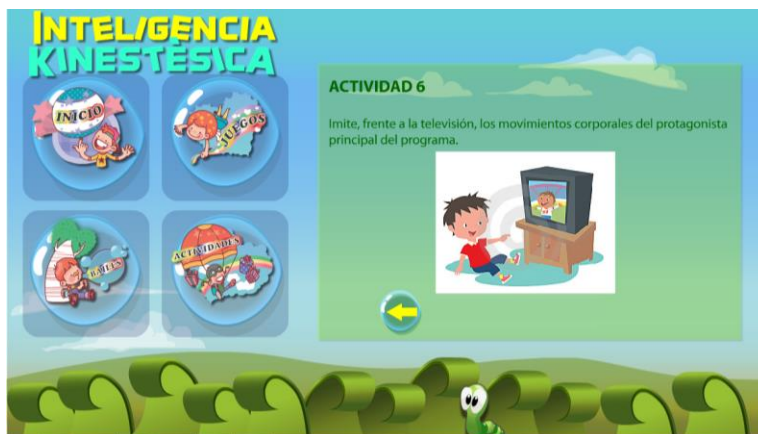 INTELIGENCIA
KINESTÈSICA
INICIO
JUEGOS
BAILES
ACTIVIDADES
ACTIVIDAD 6
Imite, frente a la televisión, los movimientos corporales del protagonista
principal del programa.